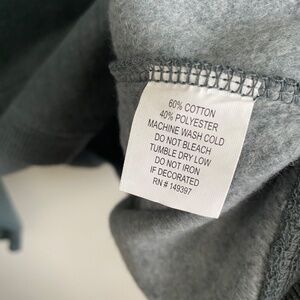 60% COTTON
40% POLYESTER
MACHINE WASH COLD
DO NOT BLEACH
TUMBLE DRY LOW
DO NOT IRON
IF DECORATED
RN # 149397